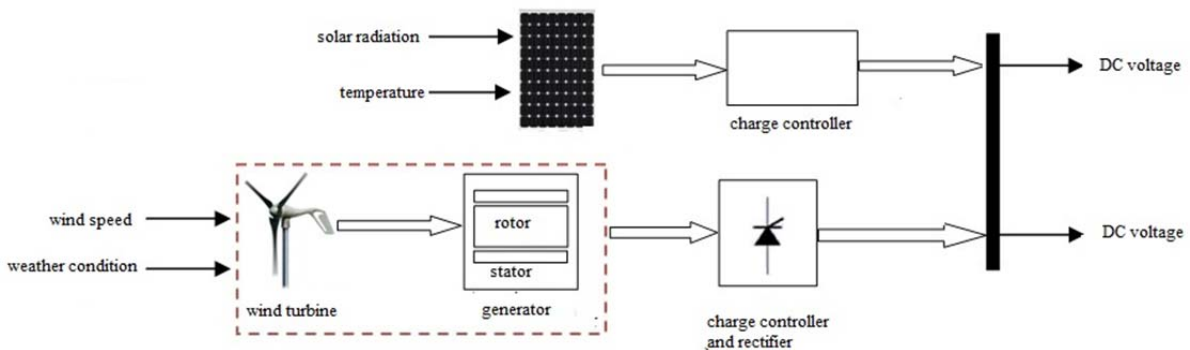 solar radiation
temperature
charge controller
DC voltage
wind speed
weather condition
wind turbine
rotor
stator
generator
charge controller
and rectifier
DC voltage